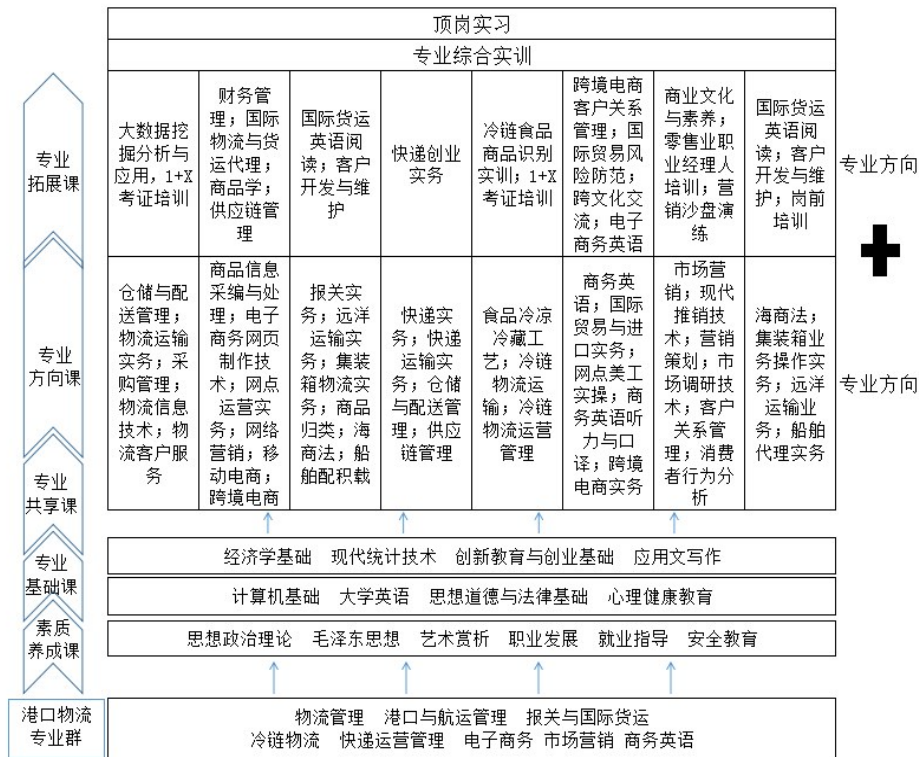 顶岗实习
专业综合实训
专业
拓展课
大数据挖
掘分析与
应用，1+X
考证培训
财务管
理；国际
物流与货
运代理；
商品学；
供应链管
理
国际货运
英语阅
读；客户
开发与维
护
快递创业
实务
冷链食品
商品识别
实训；1+X
考证培训
跨境电商
客户关系
管理；国
际贸易风
险防范；
跨文化交
流；电子
商务英语
商业文化
与素养；
零售业职
业经理人
培训；营
销沙盘演
练
国际货运
英语阅
读；客户
开发与维
护；岗前
培训
专业方向
专业
方向课
仓储与配
送管理；
物流运输
实务；采
购管理；
物流信息
技术；物
流客户服
务
商品信息
采编与处
理；电子
商务网页
制作技
术；网点
运营实
务；网络
营销；移
动电商；
跨境电商
报关实
务；远洋
运输实
务；集装
箱物流实
务；商品
归类；海
商法；船
舶配积载
快递实
务；快递
运输实
务；仓储
与配送管
理；供应
链管理
食品冷凉
冷藏工
艺；冷链
物流运
输；冷链
物流运营
管理
商务英
语；国际
贸易与进
口实务；
网点美工
实操；商
务英语听
力与口
译；跨境
电商实务
市场营
销；现代
推销技
术；营销
策划；市
场调研技
术；客户
关系管
理；消费
者行为分
析
海商法；
集装箱业
务操作实
务；远洋
运输业
务；船舶
代理实务
专业方向
专业
共享课
经济学基础 现代统计技术 创新教育与创业基础 应用文写作
专业
基础课
计算机基础 大学英语 思想道德与法律基础 心理健康教育
素质
养成课
思想政治理论 毛泽东思想 艺术赏析 职业发展 就业指导 安全教育
港口物流
专业群
物流管理 港口与航运管理 报关与国际货运
冷链物流 快递运营管理 电子商务 市场营销 商务英语